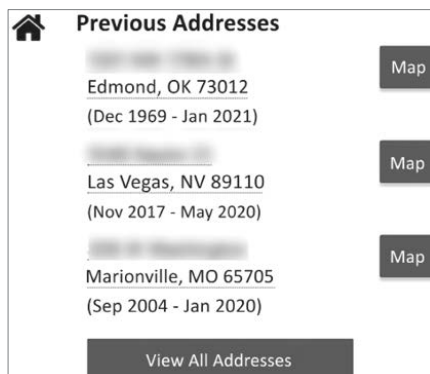 Previous Addresses
Map
Edmond, OK 73012
(Dec 1969 - Jan 2021)
Map
Las Vegas, NV 89110
(Nov 2017 - May 2020)
Map
Marionville, MO 65705
(Sep 2004 - Jan 2020)
View All Addresses